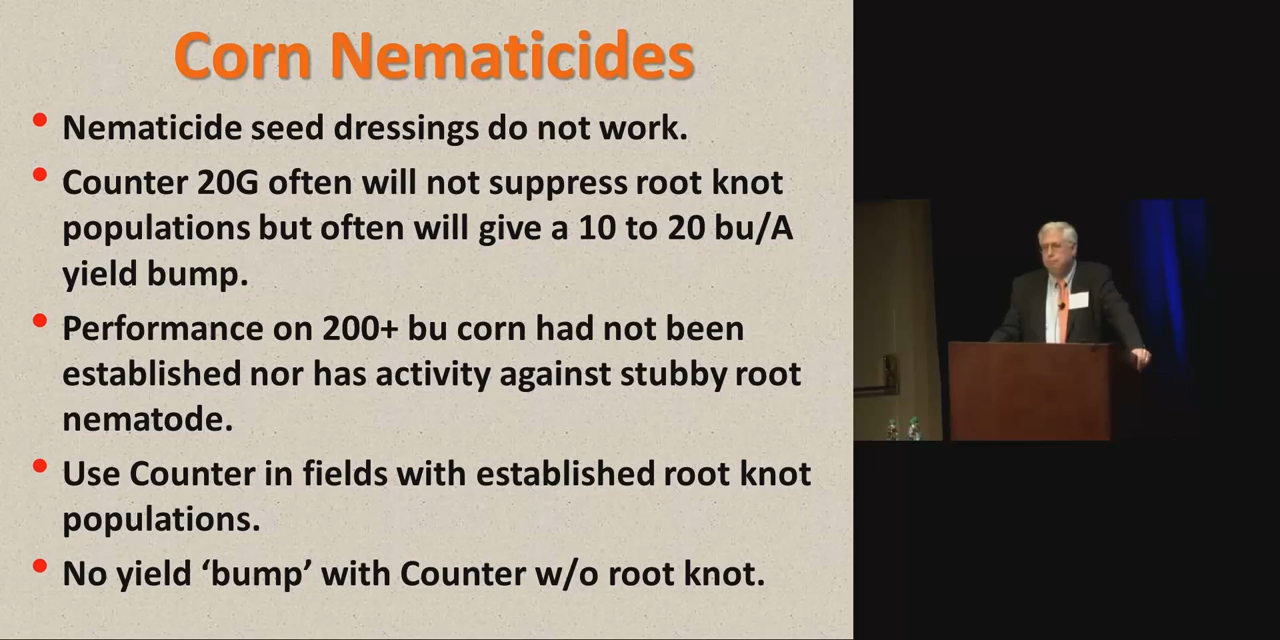 Corn Nematicides
• Nematicide seed dressings do not work.
• Counter 20G often will not suppress root knot
populations but often will give a 10 to 20 bu/A
yield bump.
• Performance on 200+ bu corn had not been
established nor has activity against stubby root
nematode.
• Use Counter in fields with established root knot
populations.
• No yield ‘bump’ with Counter w/o root knot.